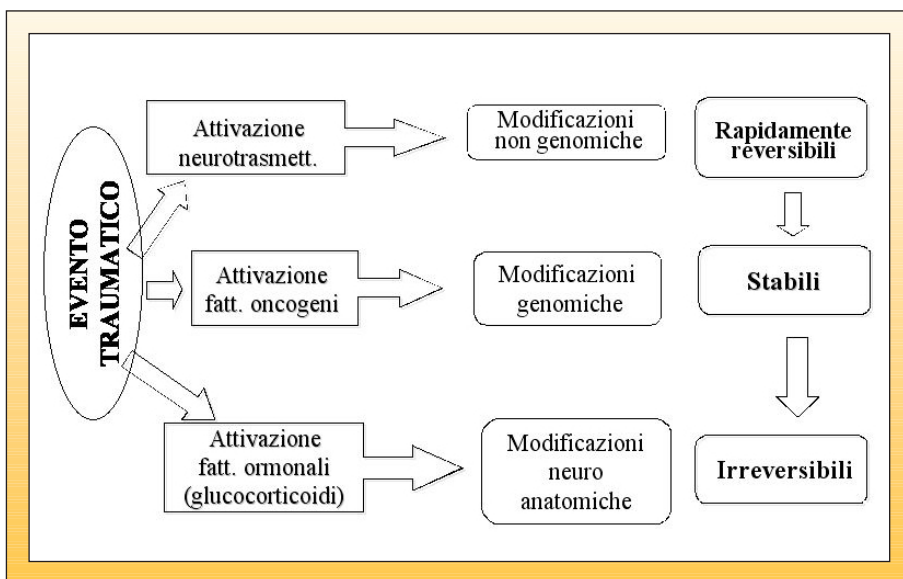 EVENTO
TRAUMATICO
Attivazione
neurotrasmett.
Modificazioni
non genomiche
Rapidamente
reversibili
Attivazione
fatt. oncogeni
Modificazioni
genomiche
Stabili
Attivazione
fatt. ormonali
(glucocorticoidi)
Modificazioni
neuro
anatomiche
Irreversibili